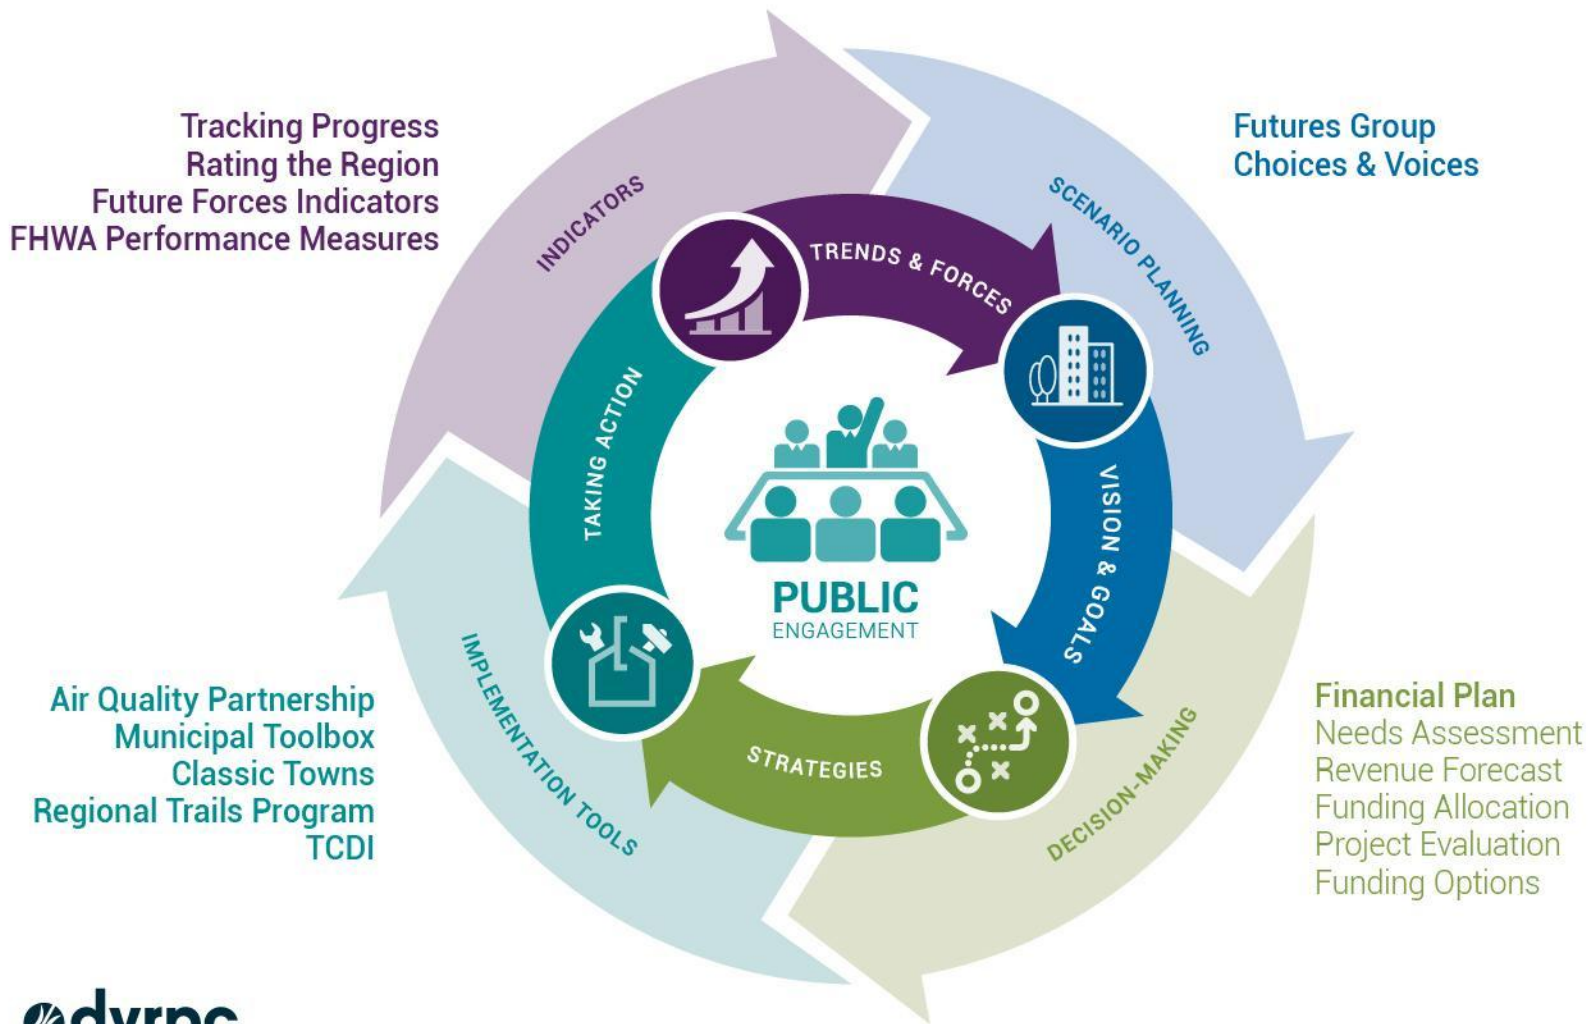 Tracking Progress
Rating the Region
Future Forces Indicators
FHWA Performance Measures
Futures Group
Choices & Voices
INDICATORS
SCENARIO PLANNING
TRENDS & FORCES
TAKING ACTION
VISION & GOALS
PUBLIC
ENGAGEMENT
STRATEGIES
IMPLEMENTATION TOOLS
DECISION-MAKING
Air Quality Partnership
Municipal Toolbox
Classic Towns
Regional Trails Program
TCDI
Financial Plan
Needs Assessment
Revenue Forecast
Funding Allocation
Project Evaluation
Funding Options
dvrpc